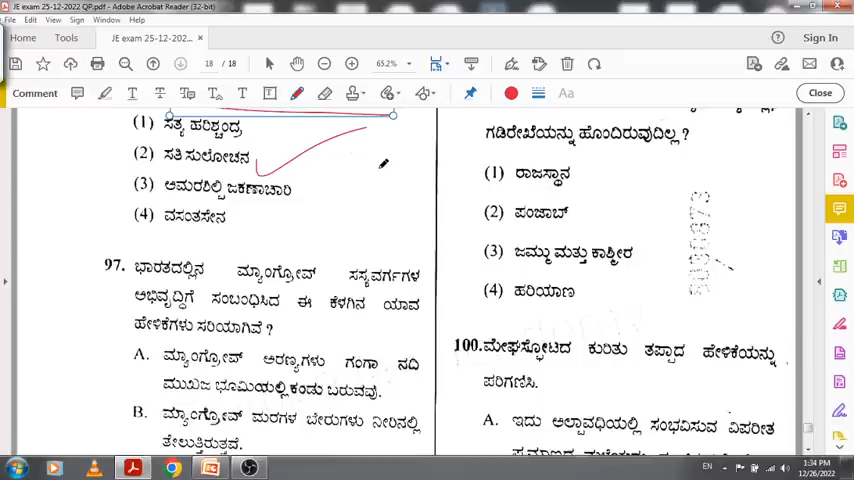 JE exam 25-12-2022 QP.pdf - Adobe Acrobat Reader (32-bit)
File Edit View Sign Window Help
Home Tools JE exam 25-12-202... × Sign In
18 / 18 65.2%
Comment Aa Close
(1) ಸತ್ಯ ಹರಿಶ್ಚಂದ್ರ
(2) ಸತಿ ಸುಲೋಚನ
(3) ಅಮರಶಿಲ್ಪಿ ಜಕಣಾಚಾರಿ
(4) ವಸಂತಸೇನ
97. ಭಾರತದಲ್ಲಿನ ಮ್ಯಾಂಗ್ರೋವ್ ಸಸ್ಯವರ್ಗಗಳ
ಅಭಿವೃದ್ಧಿಗೆ ಸಂಬಂಧಿಸಿದ ಈ ಕೆಳಗಿನ ಯಾವ
ಹೇಳಿಕೆಗಳು ಸರಿಯಾಗಿವೆ ?
A. ಮ್ಯಾಂಗ್ರೋವ್ ಅರಣ್ಯಗಳು ಗಂಗಾ ನದಿ
ಮುಖಜ ಭೂಮಿಯಲ್ಲಿ ಕಂಡು ಬರುವವು.
B. ಮ್ಯಾಂಗ್ರೋವ್ ಮರಗಳ ಬೇರುಗಳು ನೀರಿನಲ್ಲಿ
ತೇಲುತ್ತಿರುತ್ತವೆ.
ಗಡಿರೇಖೆಯನ್ನು ಹೊಂದಿರುವುದಿಲ್ಲ ?
(1) ರಾಜಸ್ಥಾನ
(2) ಪಂಜಾಬ್
(3) ಜಮ್ಮು ಮತ್ತು ಕಾಶ್ಮೀರ
(4) ಹರಿಯಾಣ
100. ಮೇಘಸ್ಫೋಟದ ಕುರಿತು ತಪ್ಪಾದ ಹೇಳಿಕೆಯನ್ನು
ಪರಿಗಣಿಸಿ.
A. ಇದು ಅಲ್ಪಾವಧಿಯಲ್ಲಿ ಸಂಭವಿಸುವ ವಿಪರೀತ
EN 1:34 PM
12/26/2022